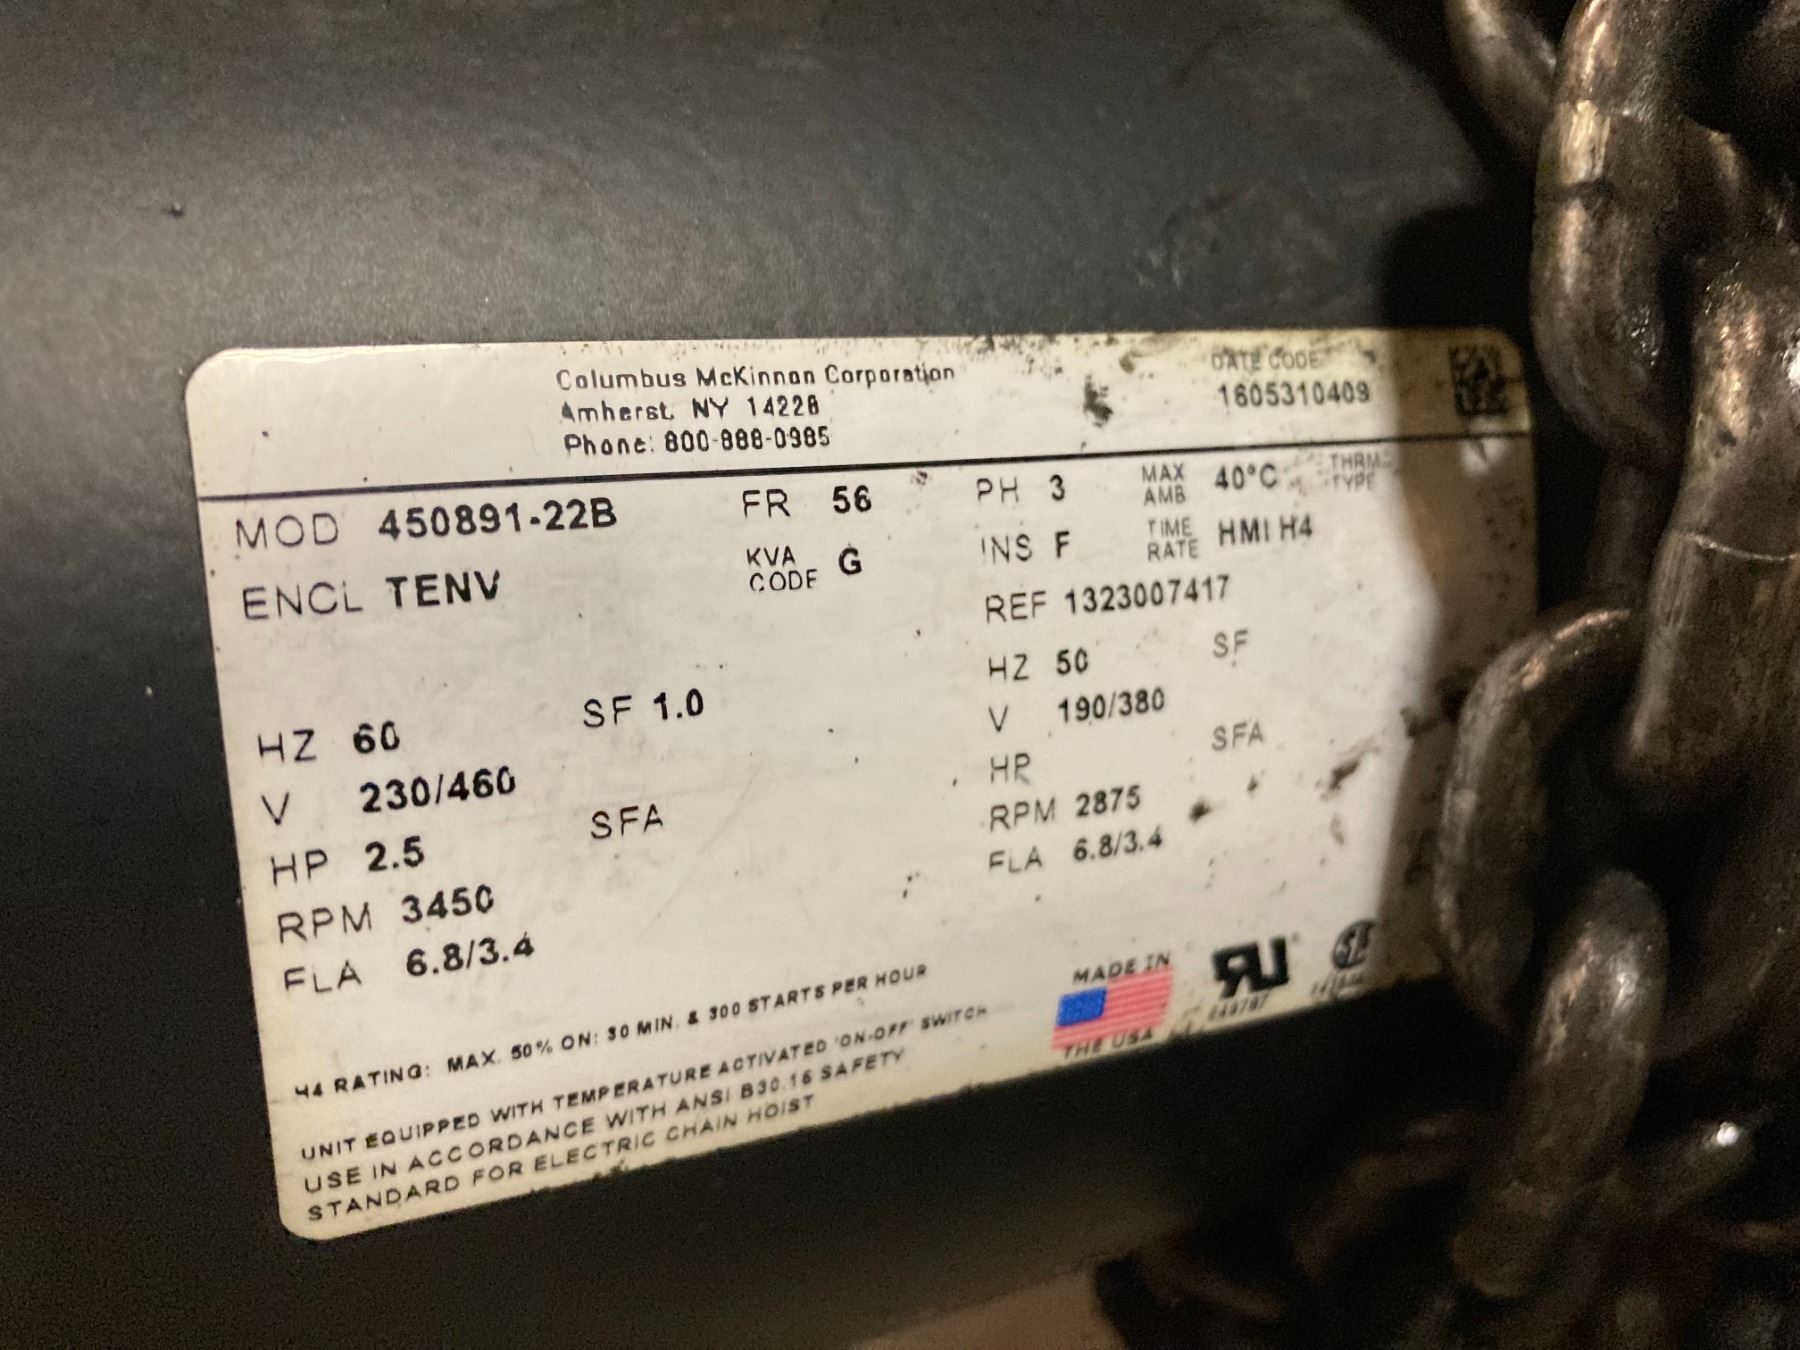 Columbus McKinnon Corporation
Amherst, NY 14228
Phone: 800-888-0985
DATE CODE
1605310409
MOD 450891-22B
FR 56
PH 3
MAX AMB 40°C
THRM TYPE
ENCL TENV
KVA CODE G
INS F
TIME RATE HMI H4
REF 1323007417
HZ 60
SF 1.0
V 230/460
HP 2.5
SFA
RPM 3450
FLA 6.8/3.4
HZ 50
SF
V 190/380
HP
SFA
RPM 2875
FLA 6.8/3.4
H4 RATING: MAX. 50% ON: 30 MIN. & 300 STARTS PER HOUR
UNIT EQUIPPED WITH TEMPERATURE ACTIVATED 'ON-OFF' SWITCH
USE IN ACCORDANCE WITH ANSI B30.16 SAFETY
STANDARD FOR ELECTRIC CHAIN HOIST
MADE IN
THE USA